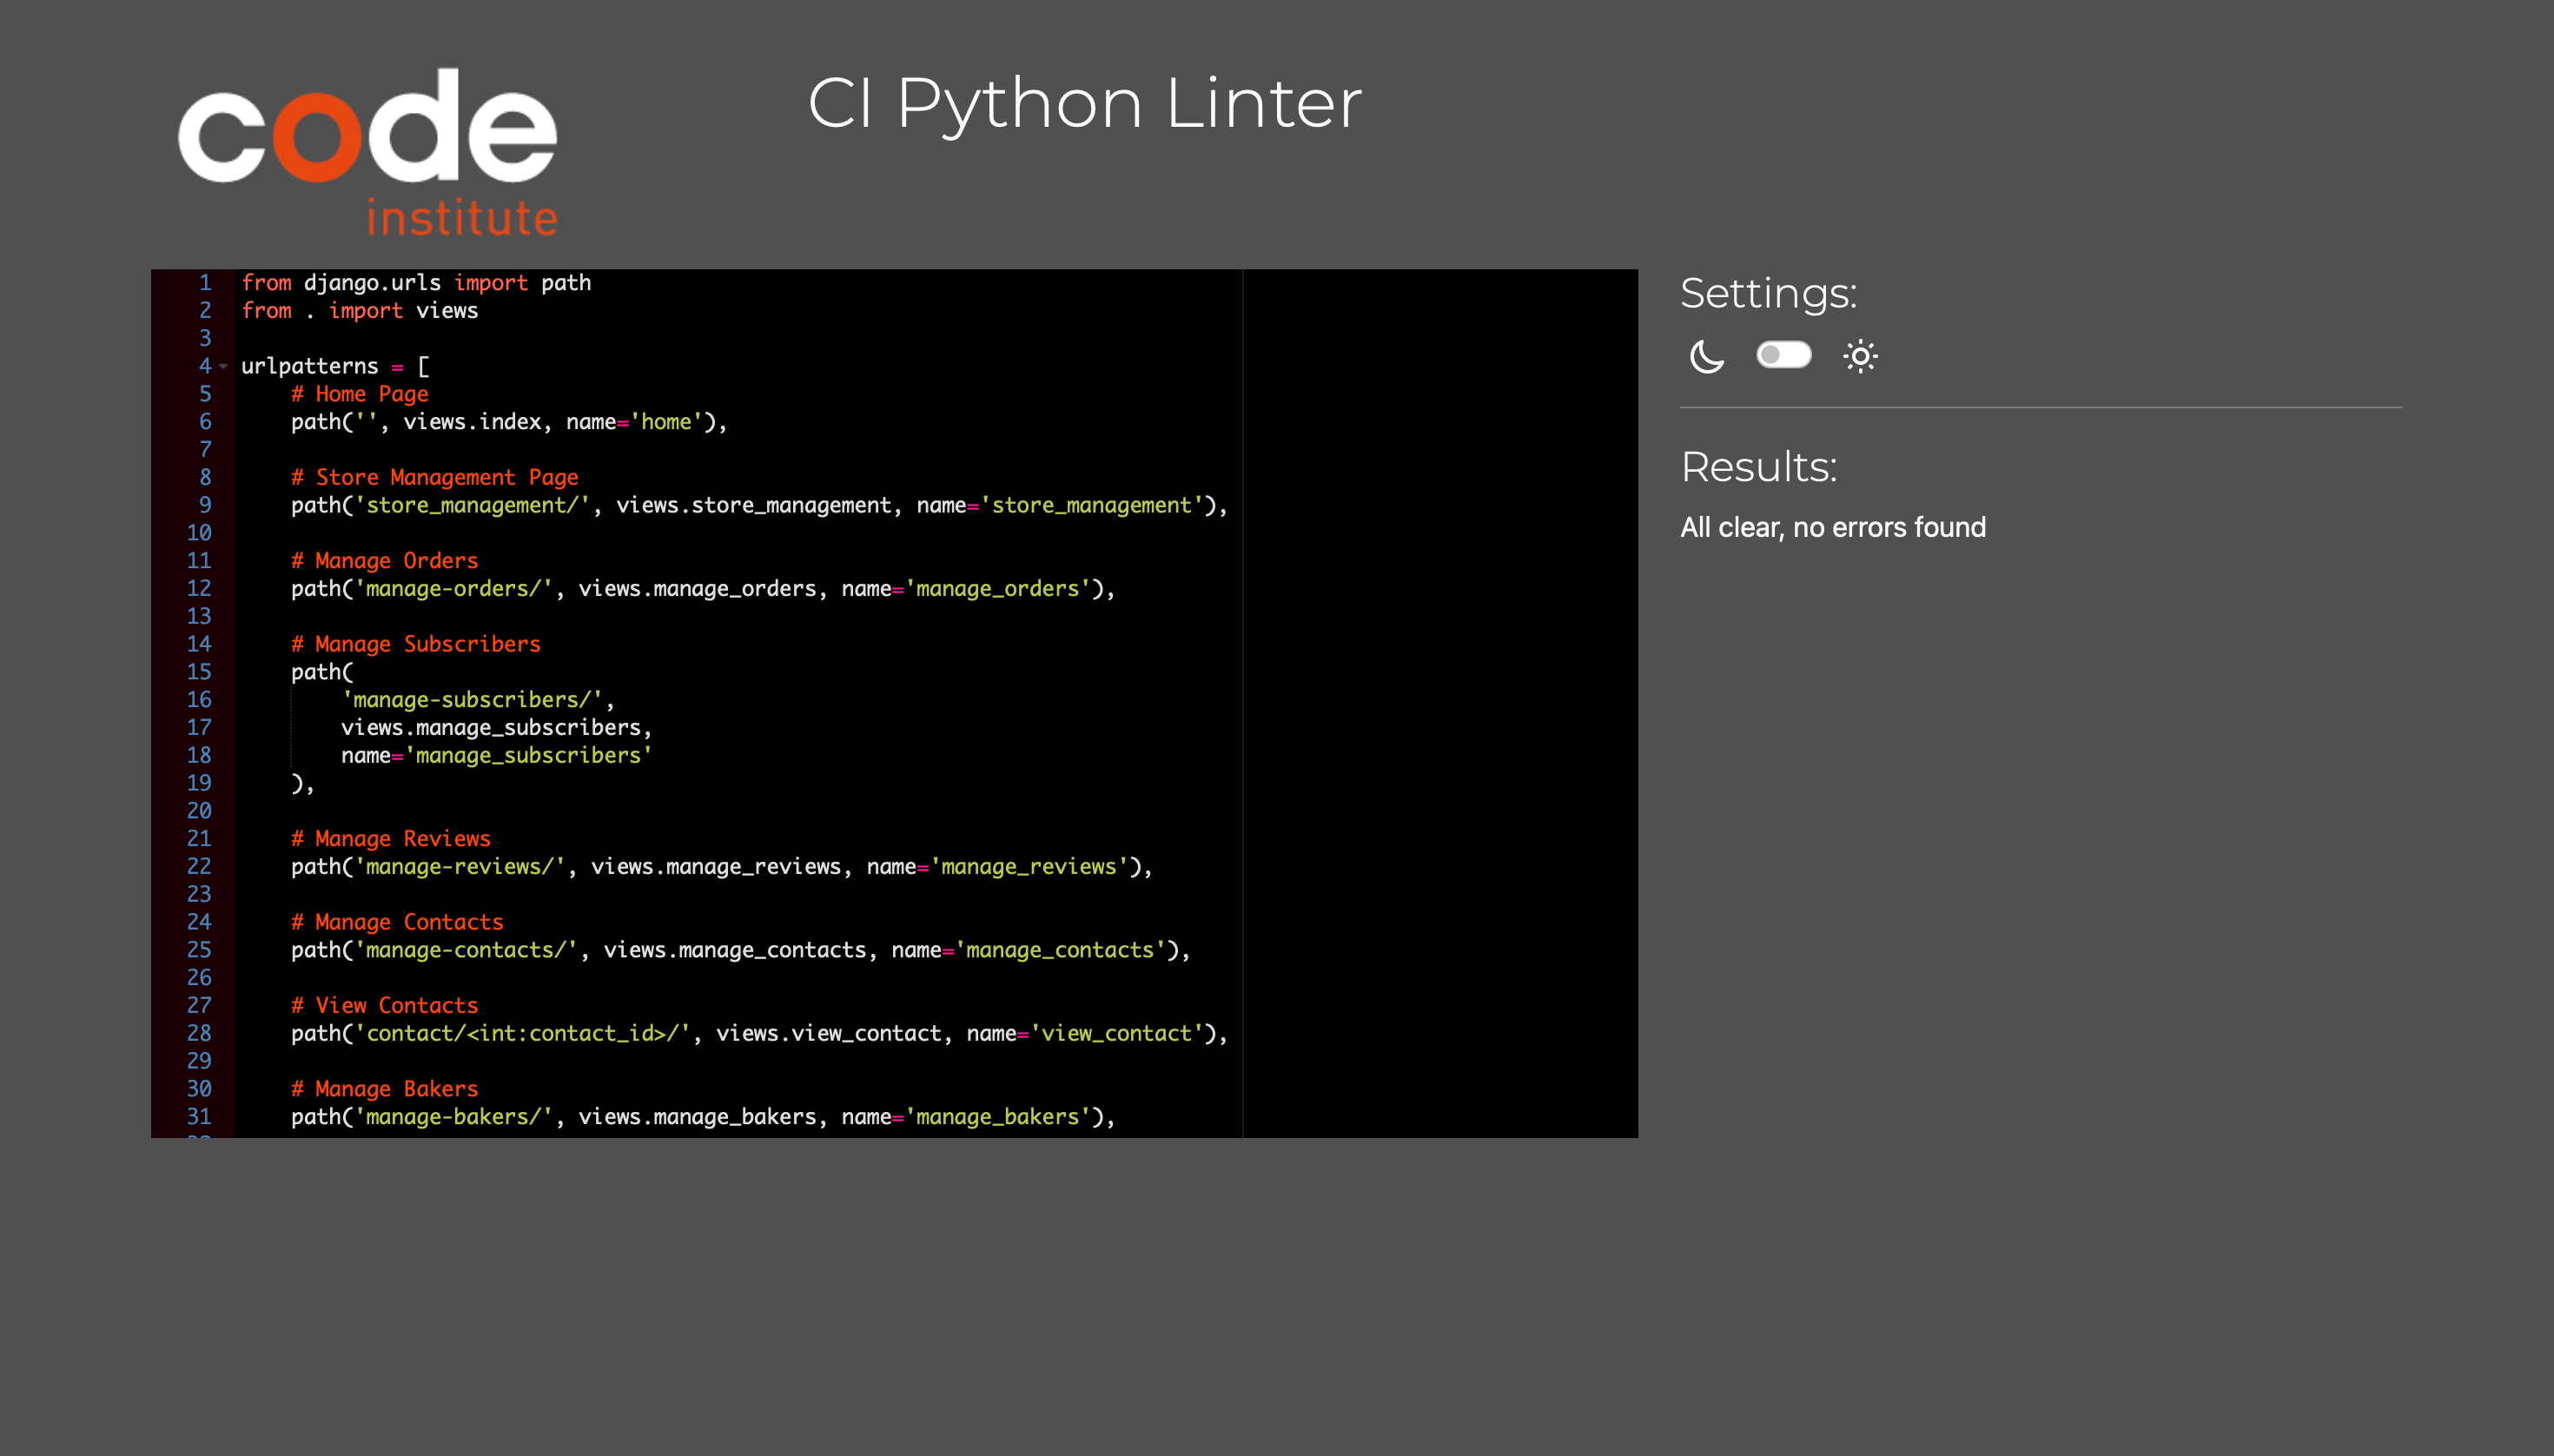 code
institute
CI Python Linter
1 from django.urls import path
2 from . import views
3
4 urlpatterns = [
5     # Home Page
6     path('', views.index, name='home'),
7
8     # Store Management Page
9     path('store_management/', views.store_management, name='store_management'),
10
11     # Manage Orders
12     path('manage-orders/', views.manage_orders, name='manage_orders'),
13
14     # Manage Subscribers
15     path(
16         'manage-subscribers/',
17         views.manage_subscribers,
18         name='manage_subscribers'
19     ),
20
21     # Manage Reviews
22     path('manage-reviews/', views.manage_reviews, name='manage_reviews'),
23
24     # Manage Contacts
25     path('manage-contacts/', views.manage_contacts, name='manage_contacts'),
26
27     # View Contacts
28     path('contact/<int:contact_id>/', views.view_contact, name='view_contact'),
29
30     # Manage Bakers
31     path('manage-bakers/', views.manage_bakers, name='manage_bakers'),
Settings:
Results:
All clear, no errors found